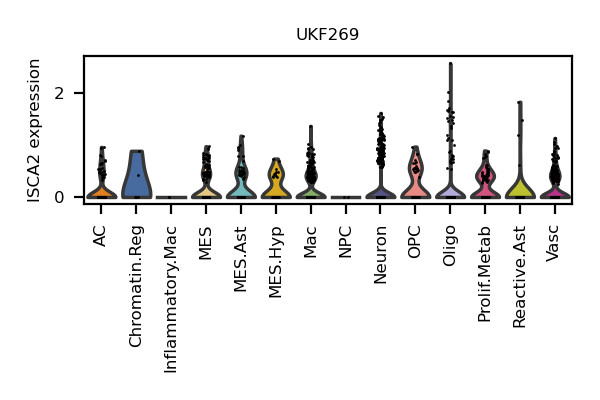 UKF269
ISCA2 expression
2
0
AC
Chromatin.Reg
Inflammatory.Mac
MES
MES.Ast
MES.Hyp
Mac
NPC
Neuron
OPC
Oligo
Prolif.Metab
Reactive.Ast
Vasc